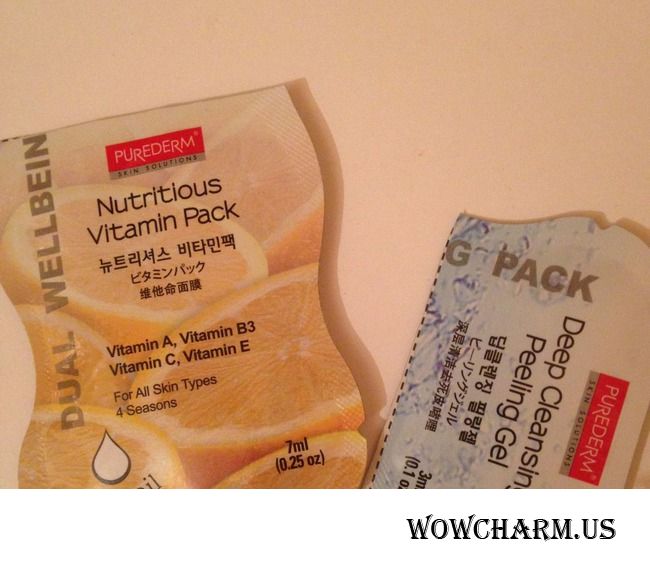 DUAL WELLBEIN
PUREDERM®
SKIN SOLUTIONS
Nutritious
Vitamin Pack
뉴트리셔스 비타민팩
ビタミンパック
维他命面膜
Vitamin A, Vitamin B3
Vitamin C, Vitamin E
For All Skin Types
4 Seasons
7ml
(0.25 oz)
G PACK
PUREDERM
SKIN SOLUTIONS
Deep Cleansing
Peeling Gel
딥클렌징 필링젤
ピーリングジェル
3m
(0.1 o
WOWCHARM.US